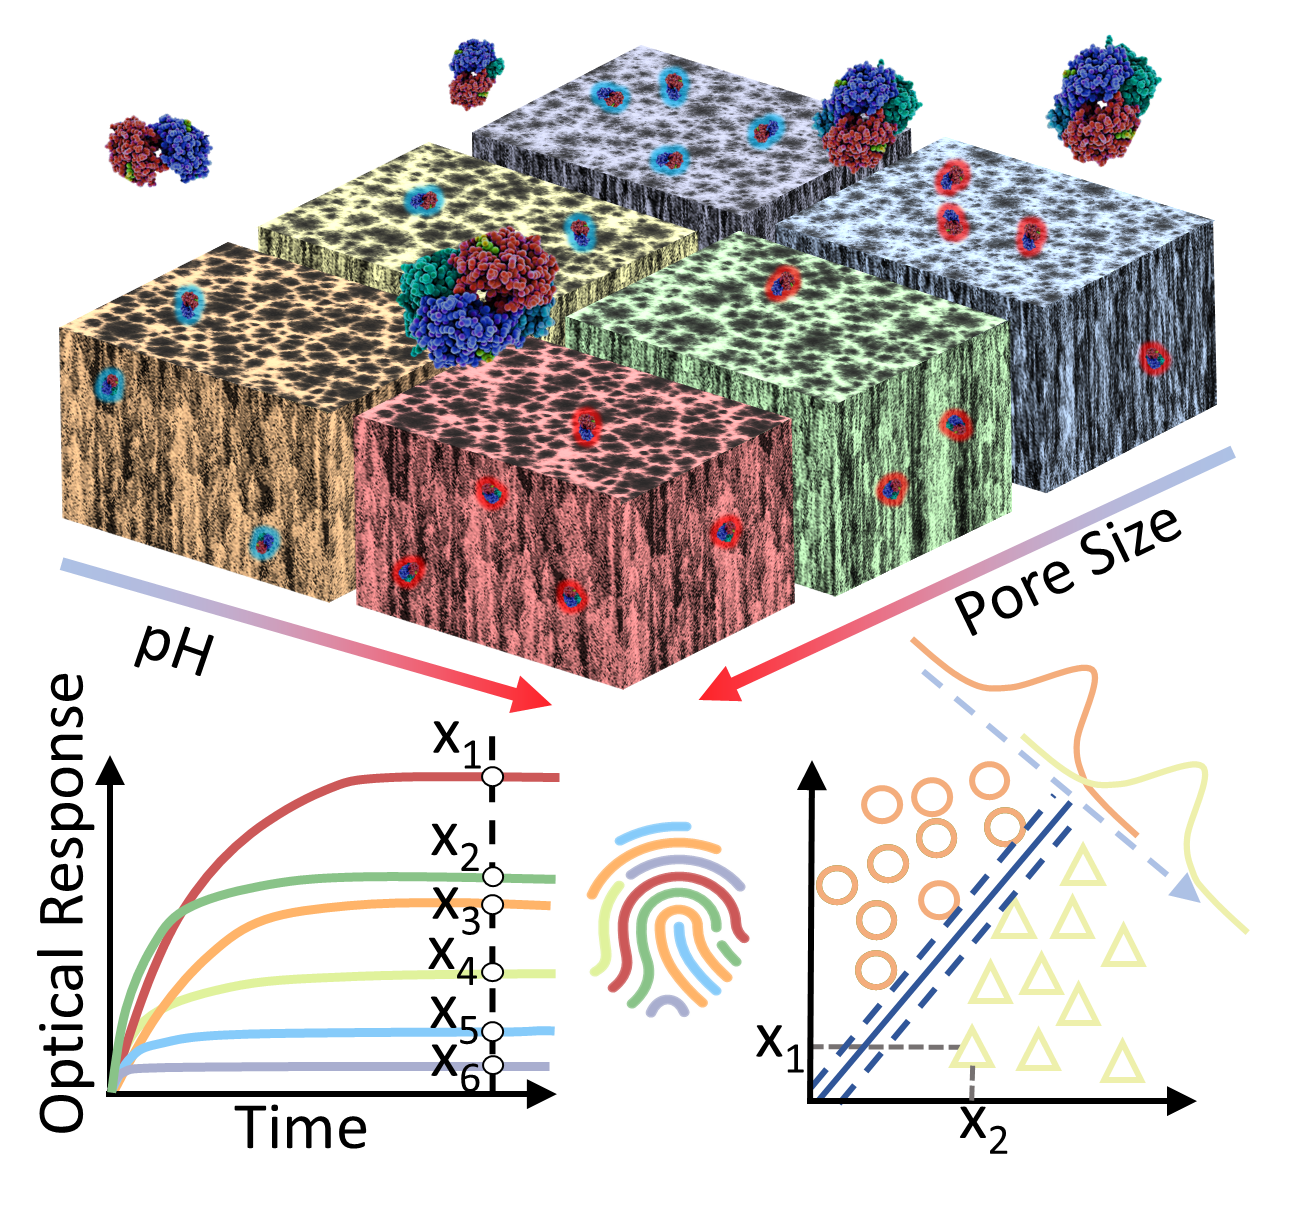 pH
Pore Size
Optical Response
x1
x2
x3
x4
x5
x6
Time
x1
x2